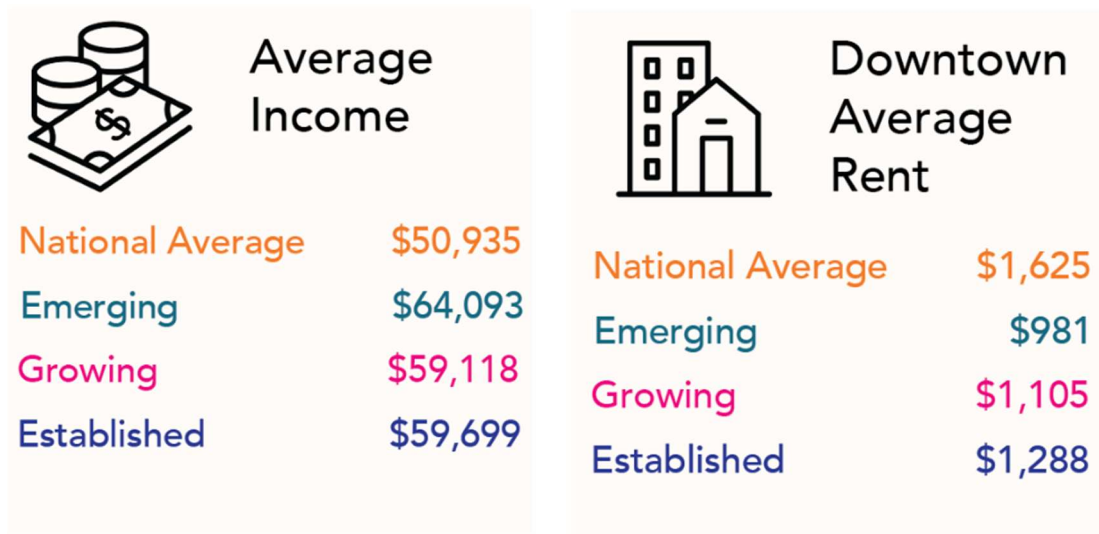 Average
Income
National Average $50,935
Emerging $64,093
Growing $59,118
Established $59,699
Downtown
Average
Rent
National Average $1,625
Emerging $981
Growing $1,105
Established $1,288